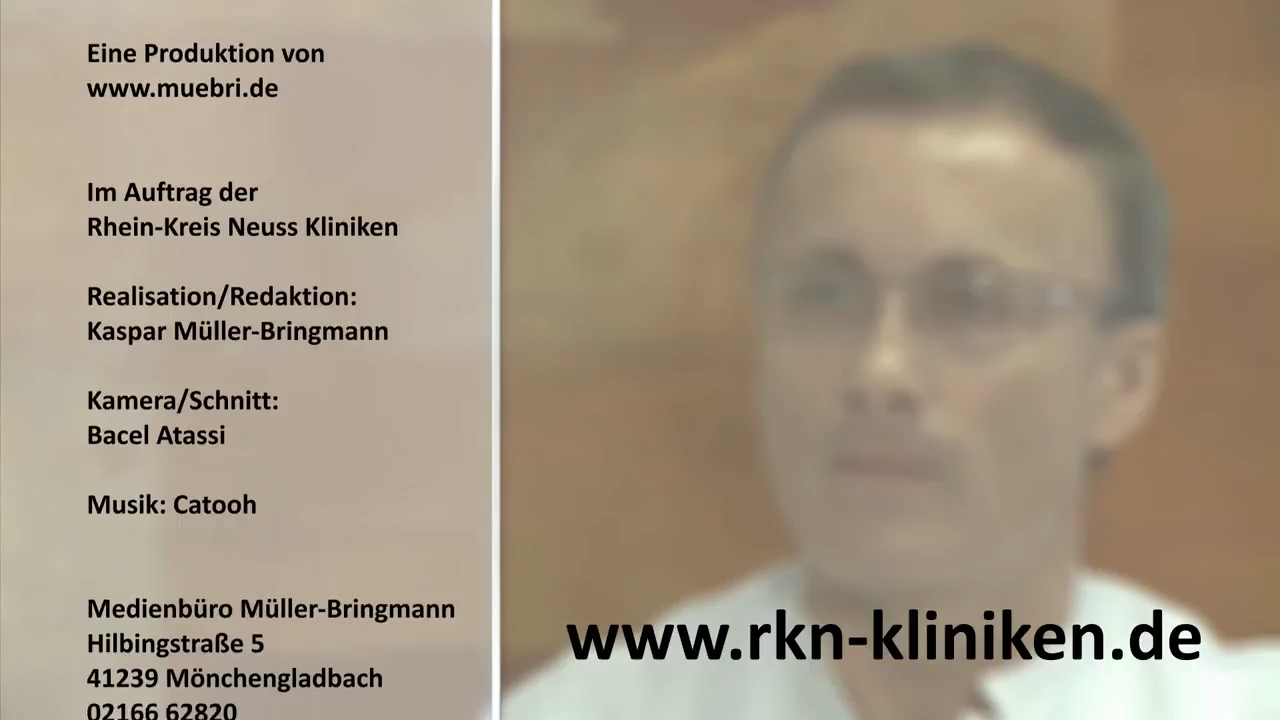 Eine Produktion von
www.muebri.de
Im Auftrag der
Rhein-Kreis Neuss Kliniken
Realisation/Redaktion:
Kaspar Müller-Bringmann
Kamera/Schnitt:
Bacel Atassi
Musik: Catooh
Medienbüro Müller-Bringmann
Hilbingstraße 5
41239 Mönchengladbach
02166 62820
www.rkn-kliniken.de